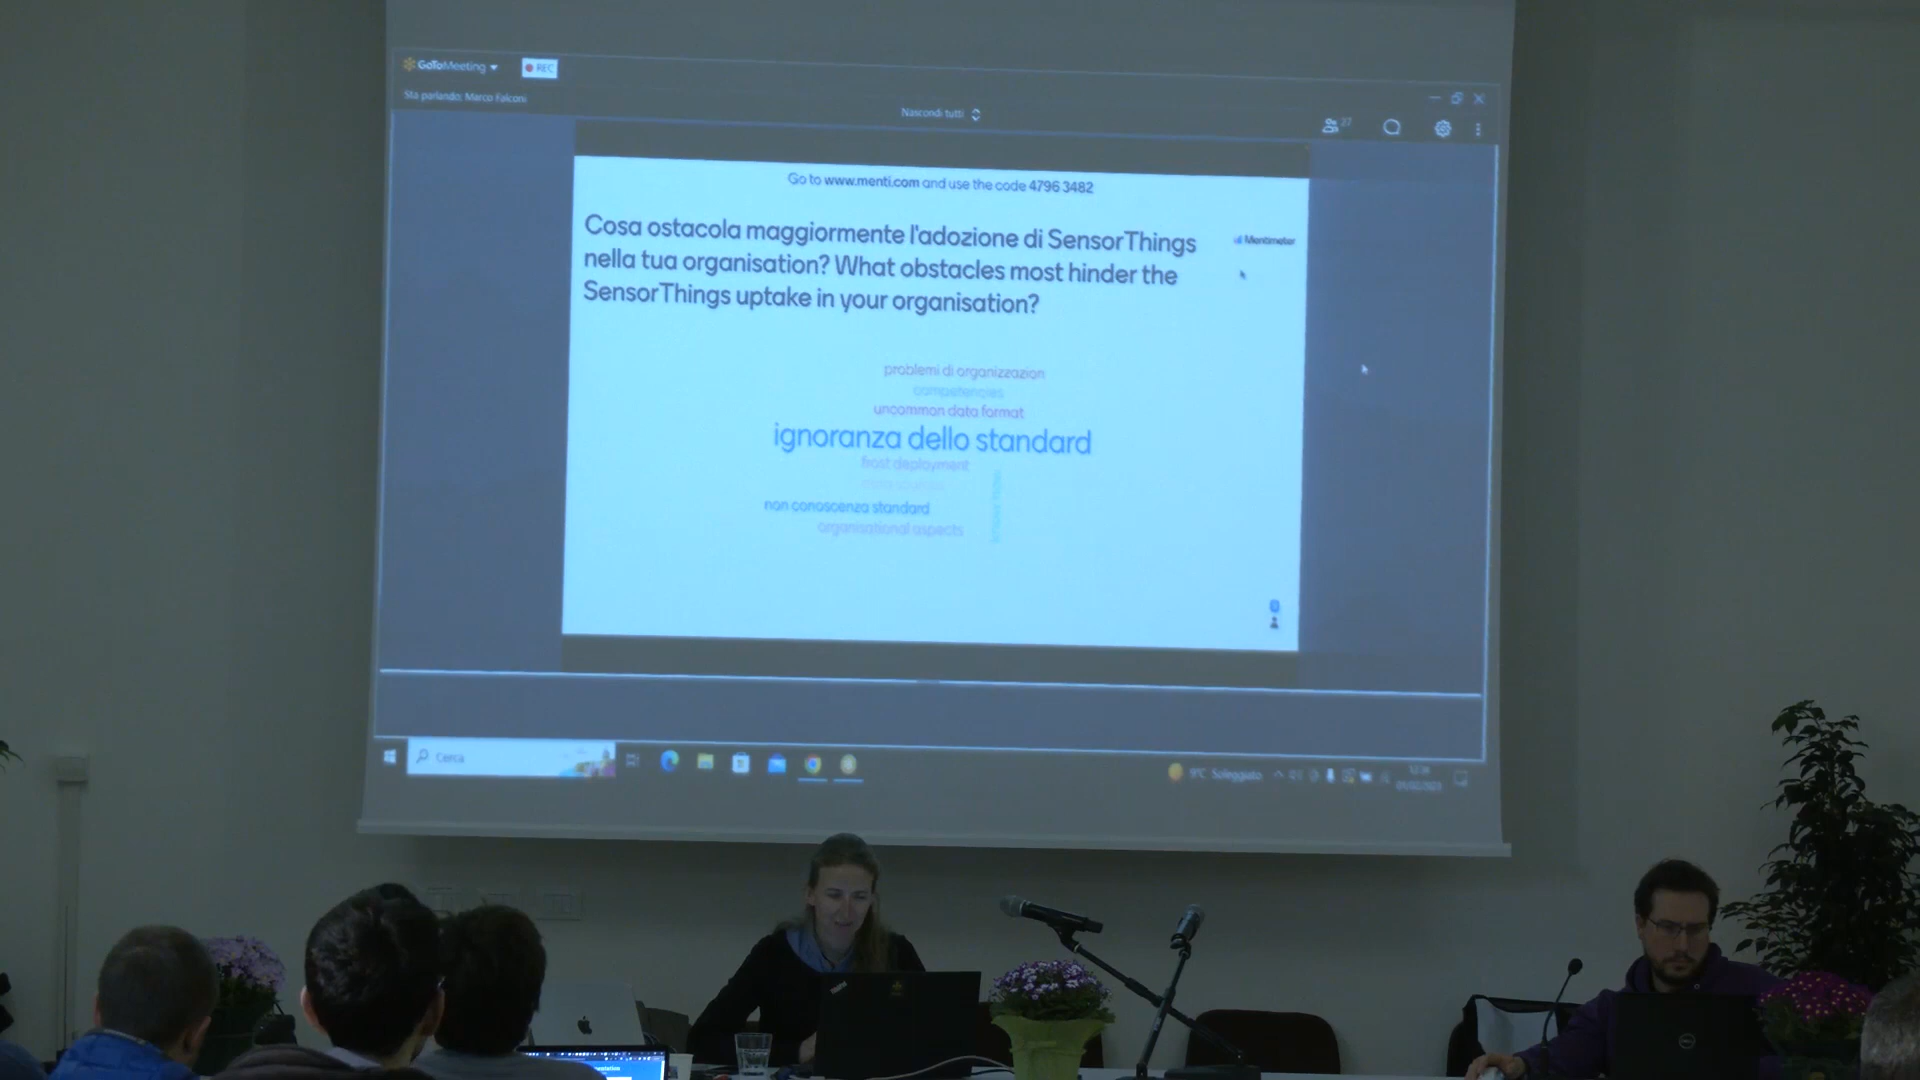 GoToMeeting
REC
Sta parlando: Marco Falconi
Nascondi tutti
27
Go to www.menti.com and use the code 4796 3482
Cosa ostacola maggiormente l'adozione di SensorThings
nella tua organisation? What obstacles most hinder the
SensorThings uptake in your organisation?
Mentimeter
problemi di organizzazion
competencies
uncommon data format
ignoranza dello standard
frost deployment
non conoscenza standard
organisational aspects
Cerca
9°C Soleggiato